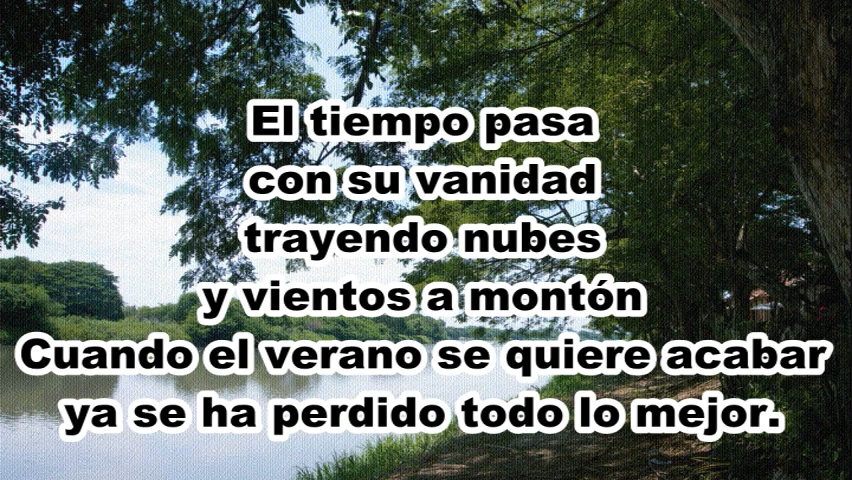 El tiempo pasa
con su vanidad
trayendo nubes
y vientos a montón
Cuando el verano se quiere acabar
ya se ha perdido todo lo mejor.